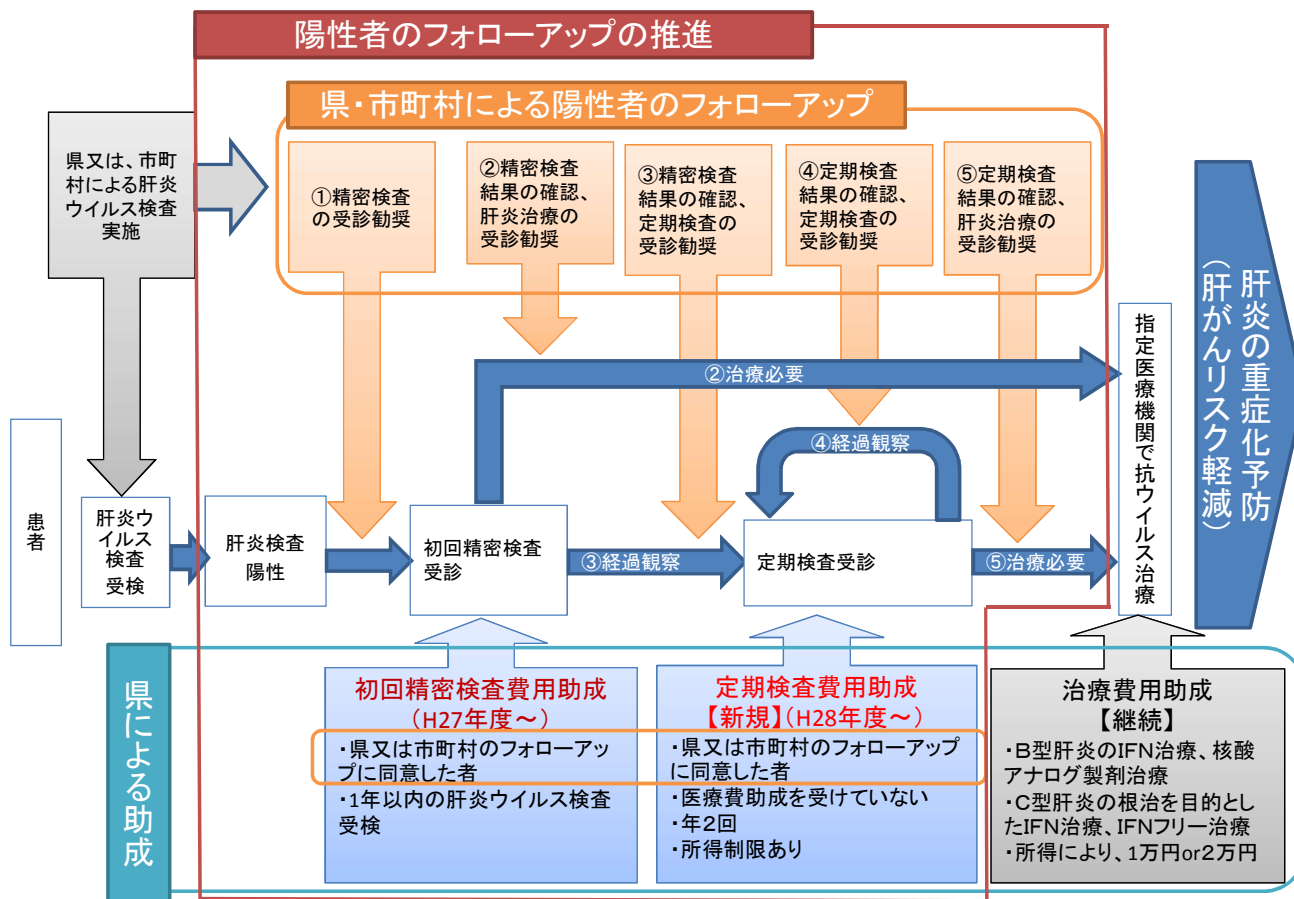 陽性者のフォローアップの推進
県・市町村による陽性者のフォローアップ
県又は、市町
村による肝炎
ウイルス検査
実施
①精密検査
の受診勧奨
②精密検査
結果の確認、
肝炎治療の
受診勧奨
③精密検査
結果の確認、
定期検査の
受診勧奨
④定期検査
結果の確認、
定期検査の
受診勧奨
⑤定期検査
結果の確認、
肝炎治療の
受診勧奨
②治療必要
④経過観察
患者
肝炎ウ
イルス
検査
受検
肝炎検査
陽性
初回精密検査
受診
③経過観察
定期検査受診
⑤治療必要
指定医療機関で抗ウイルス治療
肝炎の重症化予防
（肝がんリスク軽減）
県による助成
初回精密検査費用助成
（H27年度～）
・県又は市町村のフォローアッ
プに同意した者
・1年以内の肝炎ウイルス検査
受検
定期検査費用助成
【新規】（H28年度～）
・県又は市町村のフォローアップ
に同意した者
・医療費助成を受けていない
・年2回
・所得制限あり
治療費用助成
【継続】
・B型肝炎のIFN治療、核酸
アナログ製剤治療
・C型肝炎の根治を目的とし
たIFN治療、IFNフリー治療
・所得により、1万円or2万円